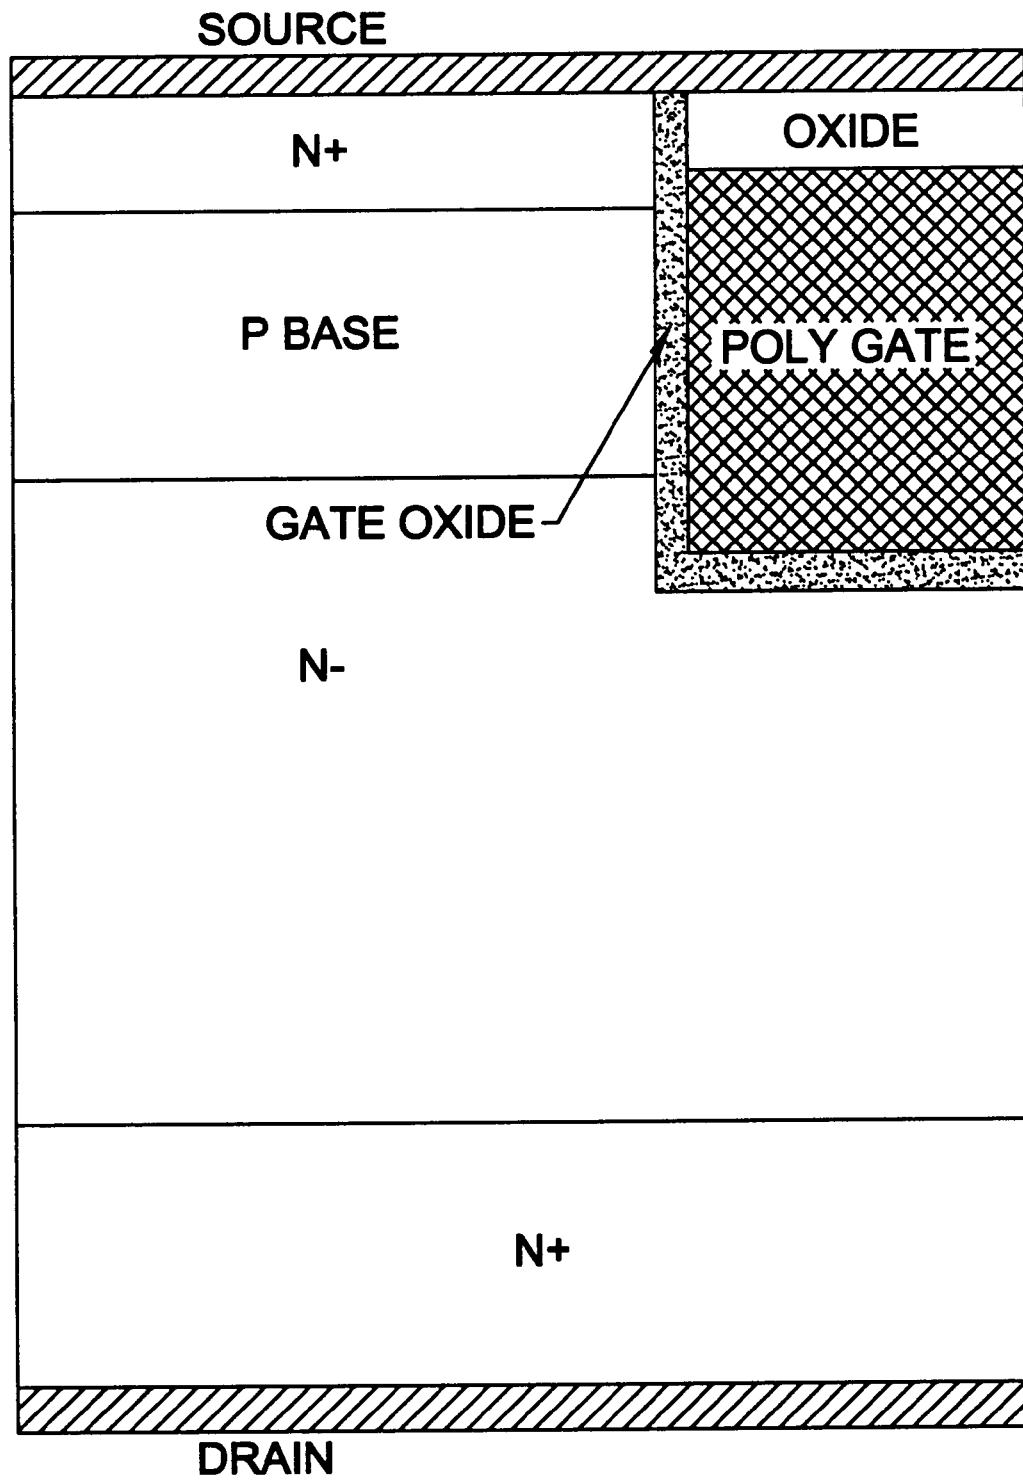 SOURCE
N+
OXIDE
P BASE
POLY GATE
GATE OXIDE
N-
N+
DRAIN